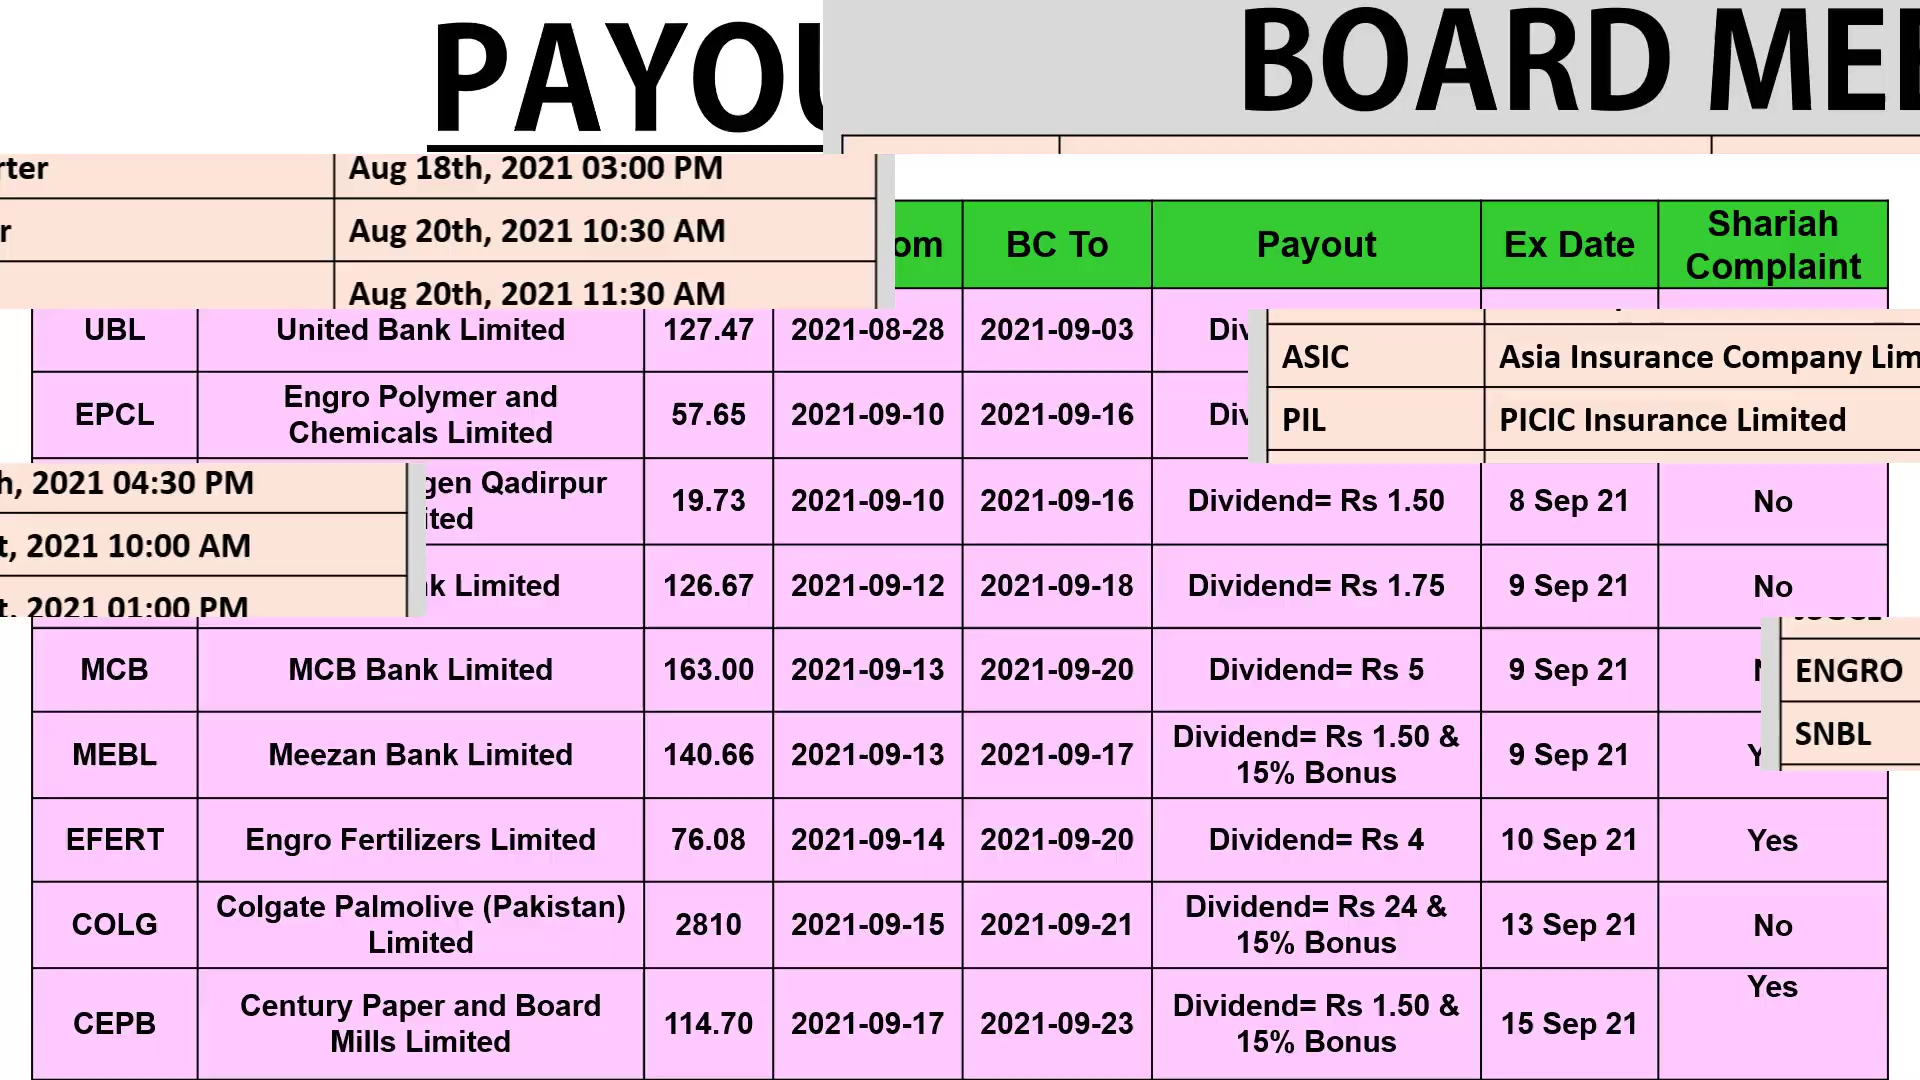 BOARD
Aug 18th, 2021 03:00 PM
Aug 20th, 2021 10:30 AM
Aug 20th, 2021 11:30 AM
BC To Payout Ex Date Shariah Complaint
UBL United Bank Limited 127.47 2021-08-28 2021-09-03
ASIC Asia Insurance Company
EPCL Engro Polymer and Chemicals Limited 57.65 2021-09-10 2021-09-16
PIL PICIC Insurance Limited
2021 04:30 PM
Qadirpur 19.73 2021-09-10 2021-09-16 Dividend= Rs 1.50 8 Sep 21 No
2021 10:00 AM
Limited 126.67 2021-09-12 2021-09-18 Dividend= Rs 1.75 9 Sep 21 No
2021 01:00 PM
MCB MCB Bank Limited 163.00 2021-09-13 2021-09-20 Dividend= Rs 5 9 Sep 21
ENGRO
SNBL
MEBL Meezan Bank Limited 140.66 2021-09-13 2021-09-17 Dividend= Rs 1.50 & 15% Bonus 9 Sep 21
EFERT Engro Fertilizers Limited 76.08 2021-09-14 2021-09-20 Dividend= Rs 4 10 Sep 21 Yes
COLG Colgate Palmolive (Pakistan) Limited 2810 2021-09-15 2021-09-21 Dividend= Rs 24 & 15% Bonus 13 Sep 21 No
CEPB Century Paper and Board Mills Limited 114.70 2021-09-17 2021-09-23 Dividend= Rs 1.50 & 15% Bonus 15 Sep 21 Yes